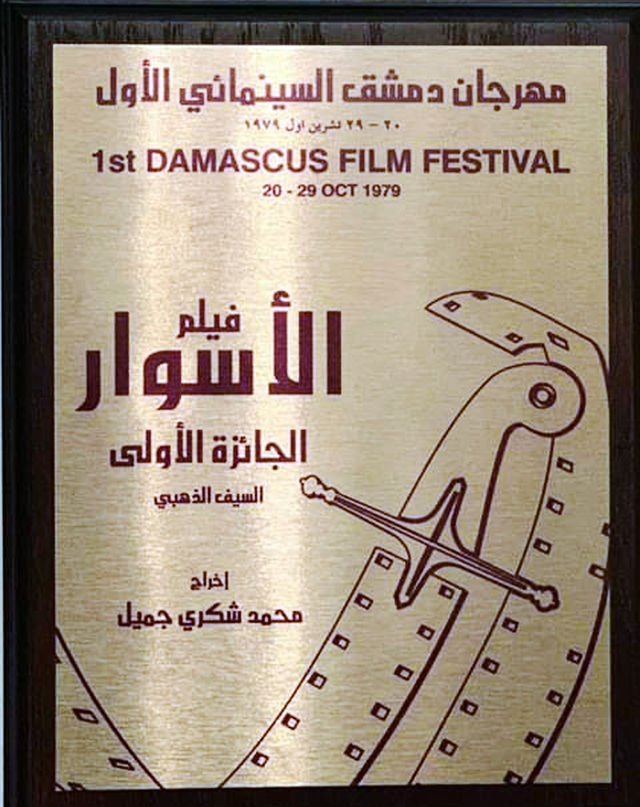 مهرجان دمشق السينمائي الأول
٢٠ - ٢٩ تشرين اول ١٩٧٩
1st DAMASCUS FILM FESTIVAL
20 - 29 OCT 1979
فيلم
الأسوار
الجائزة الأولى
السيف الذهبي
إخراج
محمد شكري جميل